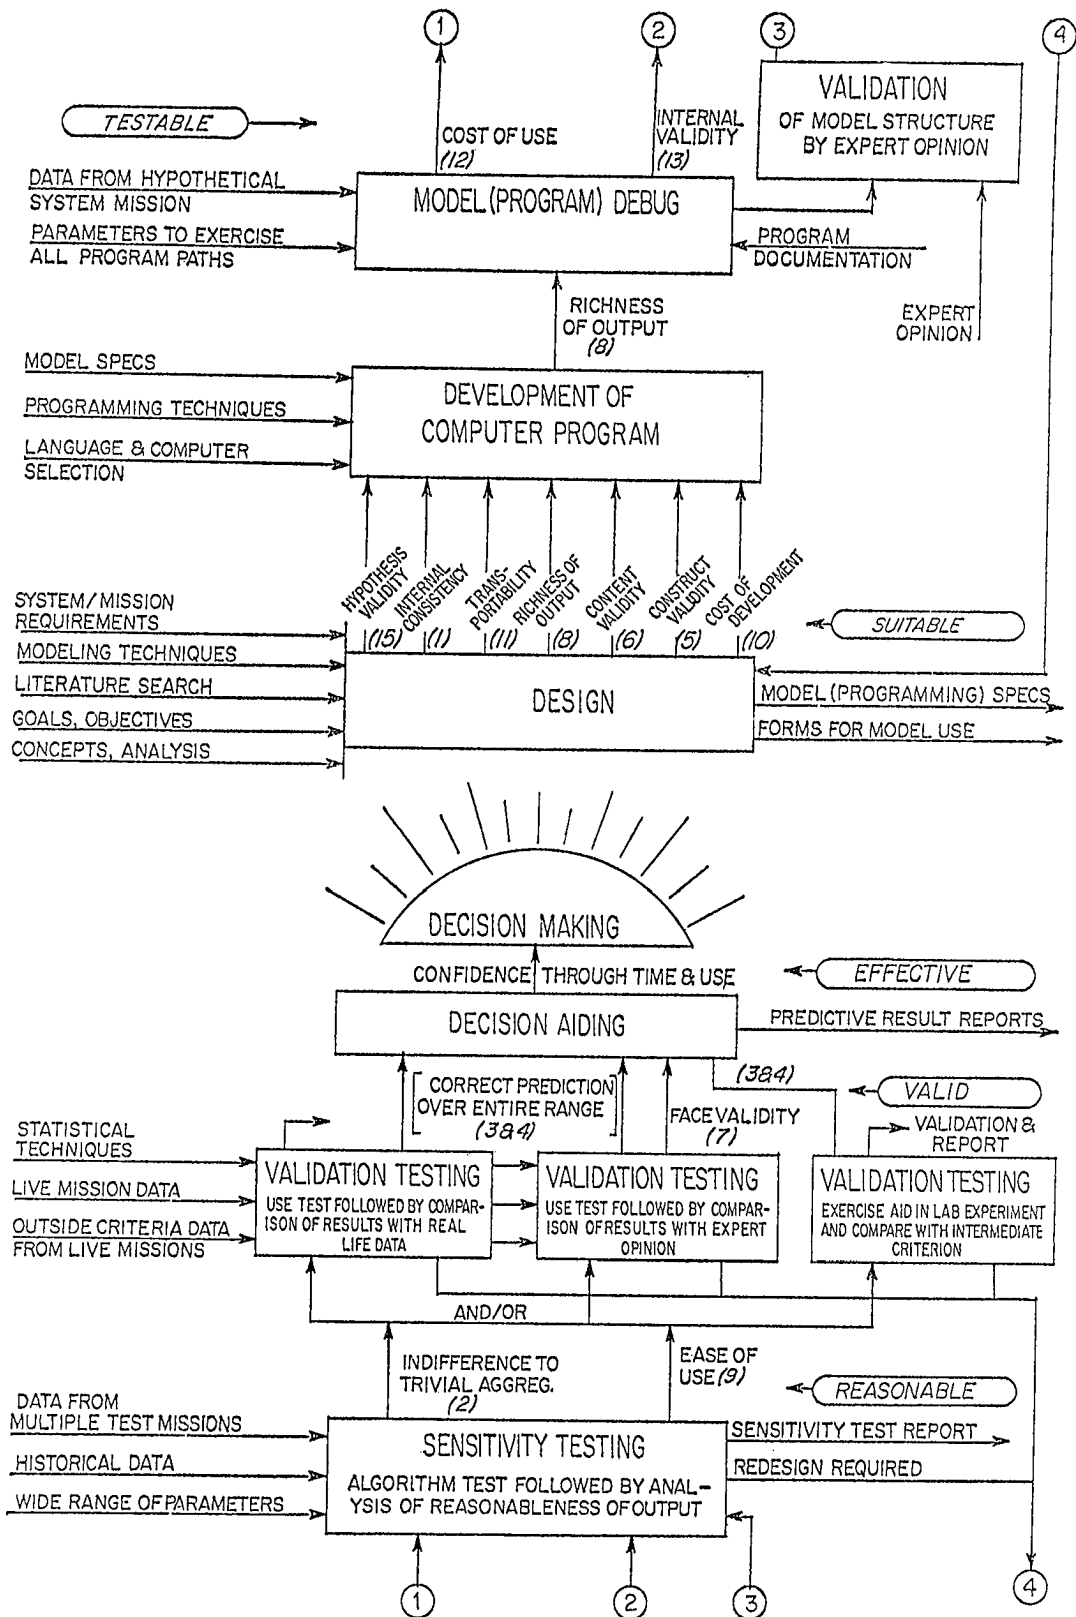 1
2
3
4
TESTABLE
COST OF USE
(12)
INTERNAL
VALIDITY
(13)
VALIDATION
OF MODEL STRUCTURE
BY EXPERT OPINION
DATA FROM HYPOTHETICAL
SYSTEM MISSION
PARAMETERS TO EXERCISE
ALL PROGRAM PATHS
MODEL (PROGRAM) DEBUG
PROGRAM
DOCUMENTATION
EXPERT
OPINION
RICHNESS
OF OUTPUT
(8)
MODEL SPECS
PROGRAMMING TECHNIQUES
LANGUAGE & COMPUTER
SELECTION
DEVELOPMENT OF
COMPUTER PROGRAM
HYPOTHESIS
VALIDITY
(15)
INTERNAL
CONSISTENCY
(1)
TRANS-
PORTABILITY
(11)
RICHNESS OF
OUTPUT
(8)
CONTENT
VALIDITY
(6)
CONSTRUCT
VALIDITY
(5)
COST OF
DEVELOPMENT
(10)
SUITABLE
SYSTEM/MISSION
REQUIREMENTS
MODELING TECHNIQUES
LITERATURE SEARCH
GOALS, OBJECTIVES
CONCEPTS, ANALYSIS
DESIGN
MODEL (PROGRAMMING) SPECS
FORMS FOR MODEL USE
DECISION MAKING
CONFIDENCE THROUGH TIME & USE
EFFECTIVE
DECISION AIDING
PREDICTIVE RESULT REPORTS
CORRECT PREDICTION
OVER ENTIRE RANGE
(3&4)
FACE VALIDITY
(7)
(3&4)
VALID
VALIDATION &
REPORT
STATISTICAL
TECHNIQUES
LIVE MISSION DATA
OUTSIDE CRITERIA DATA
FROM LIVE MISSIONS
VALIDATION TESTING
USE TEST FOLLOWED BY COMPAR-
ISON OF RESULTS WITH REAL
LIFE DATA
VALIDATION TESTING
USE TEST FOLLOWED BY COMPAR-
ISON OF RESULTS WITH EXPERT
OPINION
VALIDATION TESTING
EXERCISE AID IN LAB EXPERIMENT
AND COMPARE WITH INTERMEDIATE
CRITERION
AND/OR
INDIFFERENCE TO
TRIVIAL AGGREG.
(2)
EASE OF
USE (9)
REASONABLE
DATA FROM
MULTIPLE TEST MISSIONS
HISTORICAL DATA
WIDE RANGE OF PARAMETERS
SENSITIVITY TESTING
ALGORITHM TEST FOLLOWED BY ANAL-
YSIS OF REASONABLENESS OF OUTPUT
SENSITIVITY TEST REPORT
REDESIGN REQUIRED
1
2
3
4